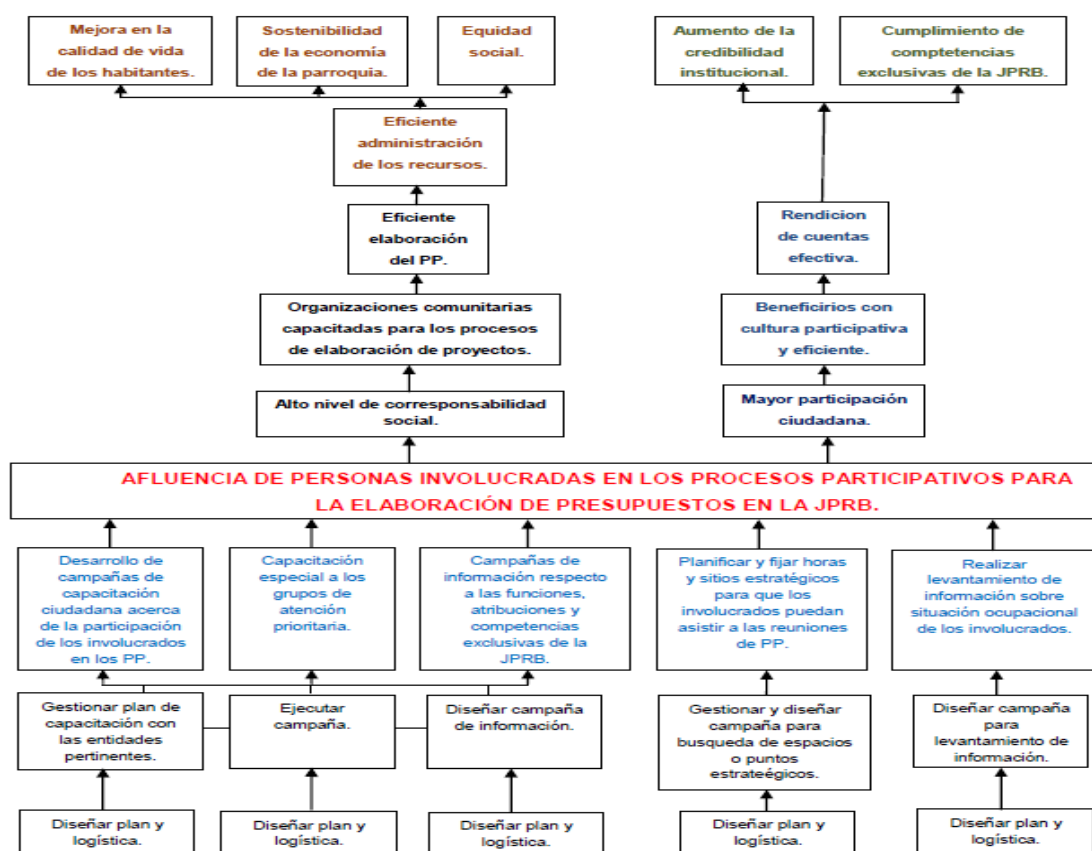 Mejora en la
calidad de vida
de los habitantes.
Sostenibilidad
de la economía
de la parroquia.
Equidad
social.
Aumento de la
credibilidad
institucional.
Cumplimiento de
comptetencias
exclusivas de la JPRB.
Eficiente
administración
de los recursos.
Eficiente
elaboración
del PP.
Rendicion
de cuentas
efectiva.
Organizaciones comunitarias
capacitadas para los procesos
de elaboración de proyectos.
Beneficirios con
cultura participativa
y eficiente.
Alto nivel de corresponsabilidad
social.
Mayor participación
ciudadana.
AFLUENCIA DE PERSONAS INVOLUCRADAS EN LOS PROCESOS PARTICIPATIVOS PARA
LA ELABORACIÓN DE PRESUPUESTOS EN LA JPRB.
Desarrollo de
campañas de
capacitación
ciudadana acerca
de la participación
de los involucrados
en los PP.
Capacitación
especial a los
grupos de
atención
prioritaria.
Campañas de
información respecto
a las funciones,
atribuciones y
competencias
exclusivas de la
JPRB.
Planificar y fijar horas
y sitios estratégicos
para que los
involucrados puedan
asistir a las reuniones
de PP.
Realizar
levantamiento de
información sobre
situación ocupacional
de los involucrados.
Gestionar plan de
capacitación con
las entidades
pertinentes.
Ejecutar
campaña.
Diseñar campaña
de información.
Gestionar y diseñar
campaña para
busqueda de espacios
o puntos
estrateégicos.
Diseñar campaña
para
levantamiento de
información.
Diseñar plan y
logística.
Diseñar plan y
logística.
Diseñar plan y
logística.
Diseñar plan y
logística.
Diseñar plan y
logística.